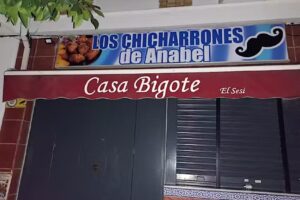 LOS CHICHARRONES
de Anabel
Casa Bigote El Sesi